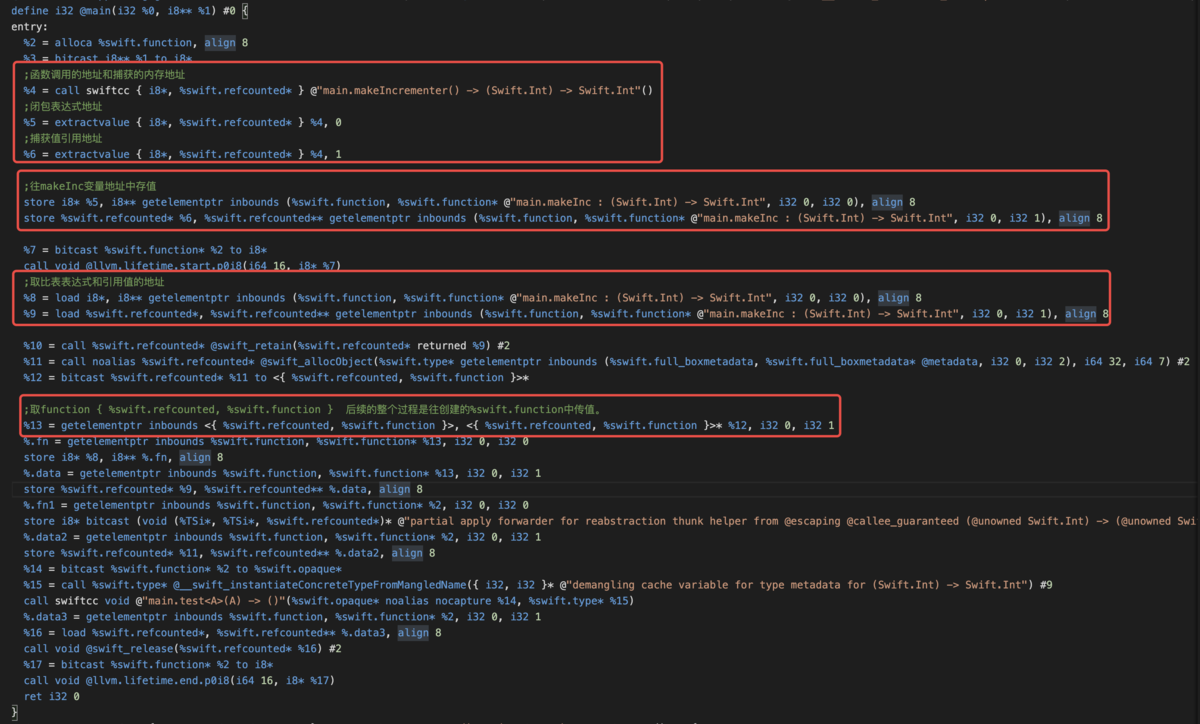 define i32 @main(i32 %0, i8** %1) #0 {
entry:
%2 = alloca %swift.function, align 8
%3 = bitcast i8** %1 to i8*
;函数调用的地址和捕获的内存地址
%4 = call swiftcc { i8*, %swift.refcounted* } @"main.makeIncrementer() -> (Swift.Int) -> Swift.Int"()
;闭包表达式地址
%5 = extractvalue { i8*, %swift.refcounted* } %4, 0
;捕获值引用地址
%6 = extractvalue { i8*, %swift.refcounted* } %4, 1
;往makeInc变量地址中存值
store i8* %5, i8** getelementptr inbounds (%swift.function, %swift.function* @"main.makeInc : (Swift.Int) -> Swift.Int", i32 0, i32 0), align 8
store %swift.refcounted* %6, %swift.refcounted** getelementptr inbounds (%swift.function, %swift.function* @"main.makeInc : (Swift.Int) -> Swift.Int", i32 0, i32 1), align 8
%7 = bitcast %swift.function* %2 to i8*
call void @llvm.lifetime.start.p0i8(i64 16, i8* %7)
;取比表表达式和引用值的地址
%8 = load i8*, i8** getelementptr inbounds (%swift.function, %swift.function* @"main.makeInc : (Swift.Int) -> Swift.Int", i32 0, i32 0), align 8
%9 = load %swift.refcounted*, %swift.refcounted** getelementptr inbounds (%swift.function, %swift.function* @"main.makeInc : (Swift.Int) -> Swift.Int", i32 0, i32 1), align 8
%10 = call %swift.refcounted* @swift_retain(%swift.refcounted* returned %9) #2
%11 = call noalias %swift.refcounted* @swift_allocObject(%swift.type* getelementptr inbounds (%swift.full_boxmetadata, %swift.full_boxmetadata* @metadata, i32 0, i32 2), i64 32, i64 7) #2
%12 = bitcast %swift.refcounted* %11 to <{ %swift.refcounted, %swift.function }>*
;取function { %swift.refcounted, %swift.function }  后续的整个过程是往创建的%swift.function中传值。
%13 = getelementptr inbounds <{ %swift.refcounted, %swift.function }>, <{ %swift.refcounted, %swift.function }>* %12, i32 0, i32 1
%.fn = getelementptr inbounds %swift.function, %swift.function* %13, i32 0, i32 0
store i8* %8, i8** %.fn, align 8
%.data = getelementptr inbounds %swift.function, %swift.function* %13, i32 0, i32 1
store %swift.refcounted* %9, %swift.refcounted** %.data, align 8
%.fn1 = getelementptr inbounds %swift.function, %swift.function* %2, i32 0, i32 0
store i8* bitcast (void (%TSi*, %TSi*, %swift.refcounted*)* @"partial apply forwarder for reabstraction thunk helper from @escaping @callee_guaranteed (@unowned Swift.Int) -> (@unowned Swi
%.data2 = getelementptr inbounds %swift.function, %swift.function* %2, i32 0, i32 1
store %swift.refcounted* %11, %swift.refcounted** %.data2, align 8
%14 = bitcast %swift.function* %2 to %swift.opaque*
%15 = call %swift.type* @__swift_instantiateConcreteTypeFromMangledName({ i32, i32 }* @"demangling cache variable for type metadata for (Swift.Int) -> Swift.Int") #9
call swiftcc void @"main.test<A>(A) -> ()"(%swift.opaque* noalias nocapture %14, %swift.type* %15)
%.data3 = getelementptr inbounds %swift.function, %swift.function* %2, i32 0, i32 1
%16 = load %swift.refcounted*, %swift.refcounted** %.data3, align 8
call void @swift_release(%swift.refcounted* %16) #2
%17 = bitcast %swift.function* %2 to i8*
call void @llvm.lifetime.end.p0i8(i64 16, i8* %17)
ret i32 0
}